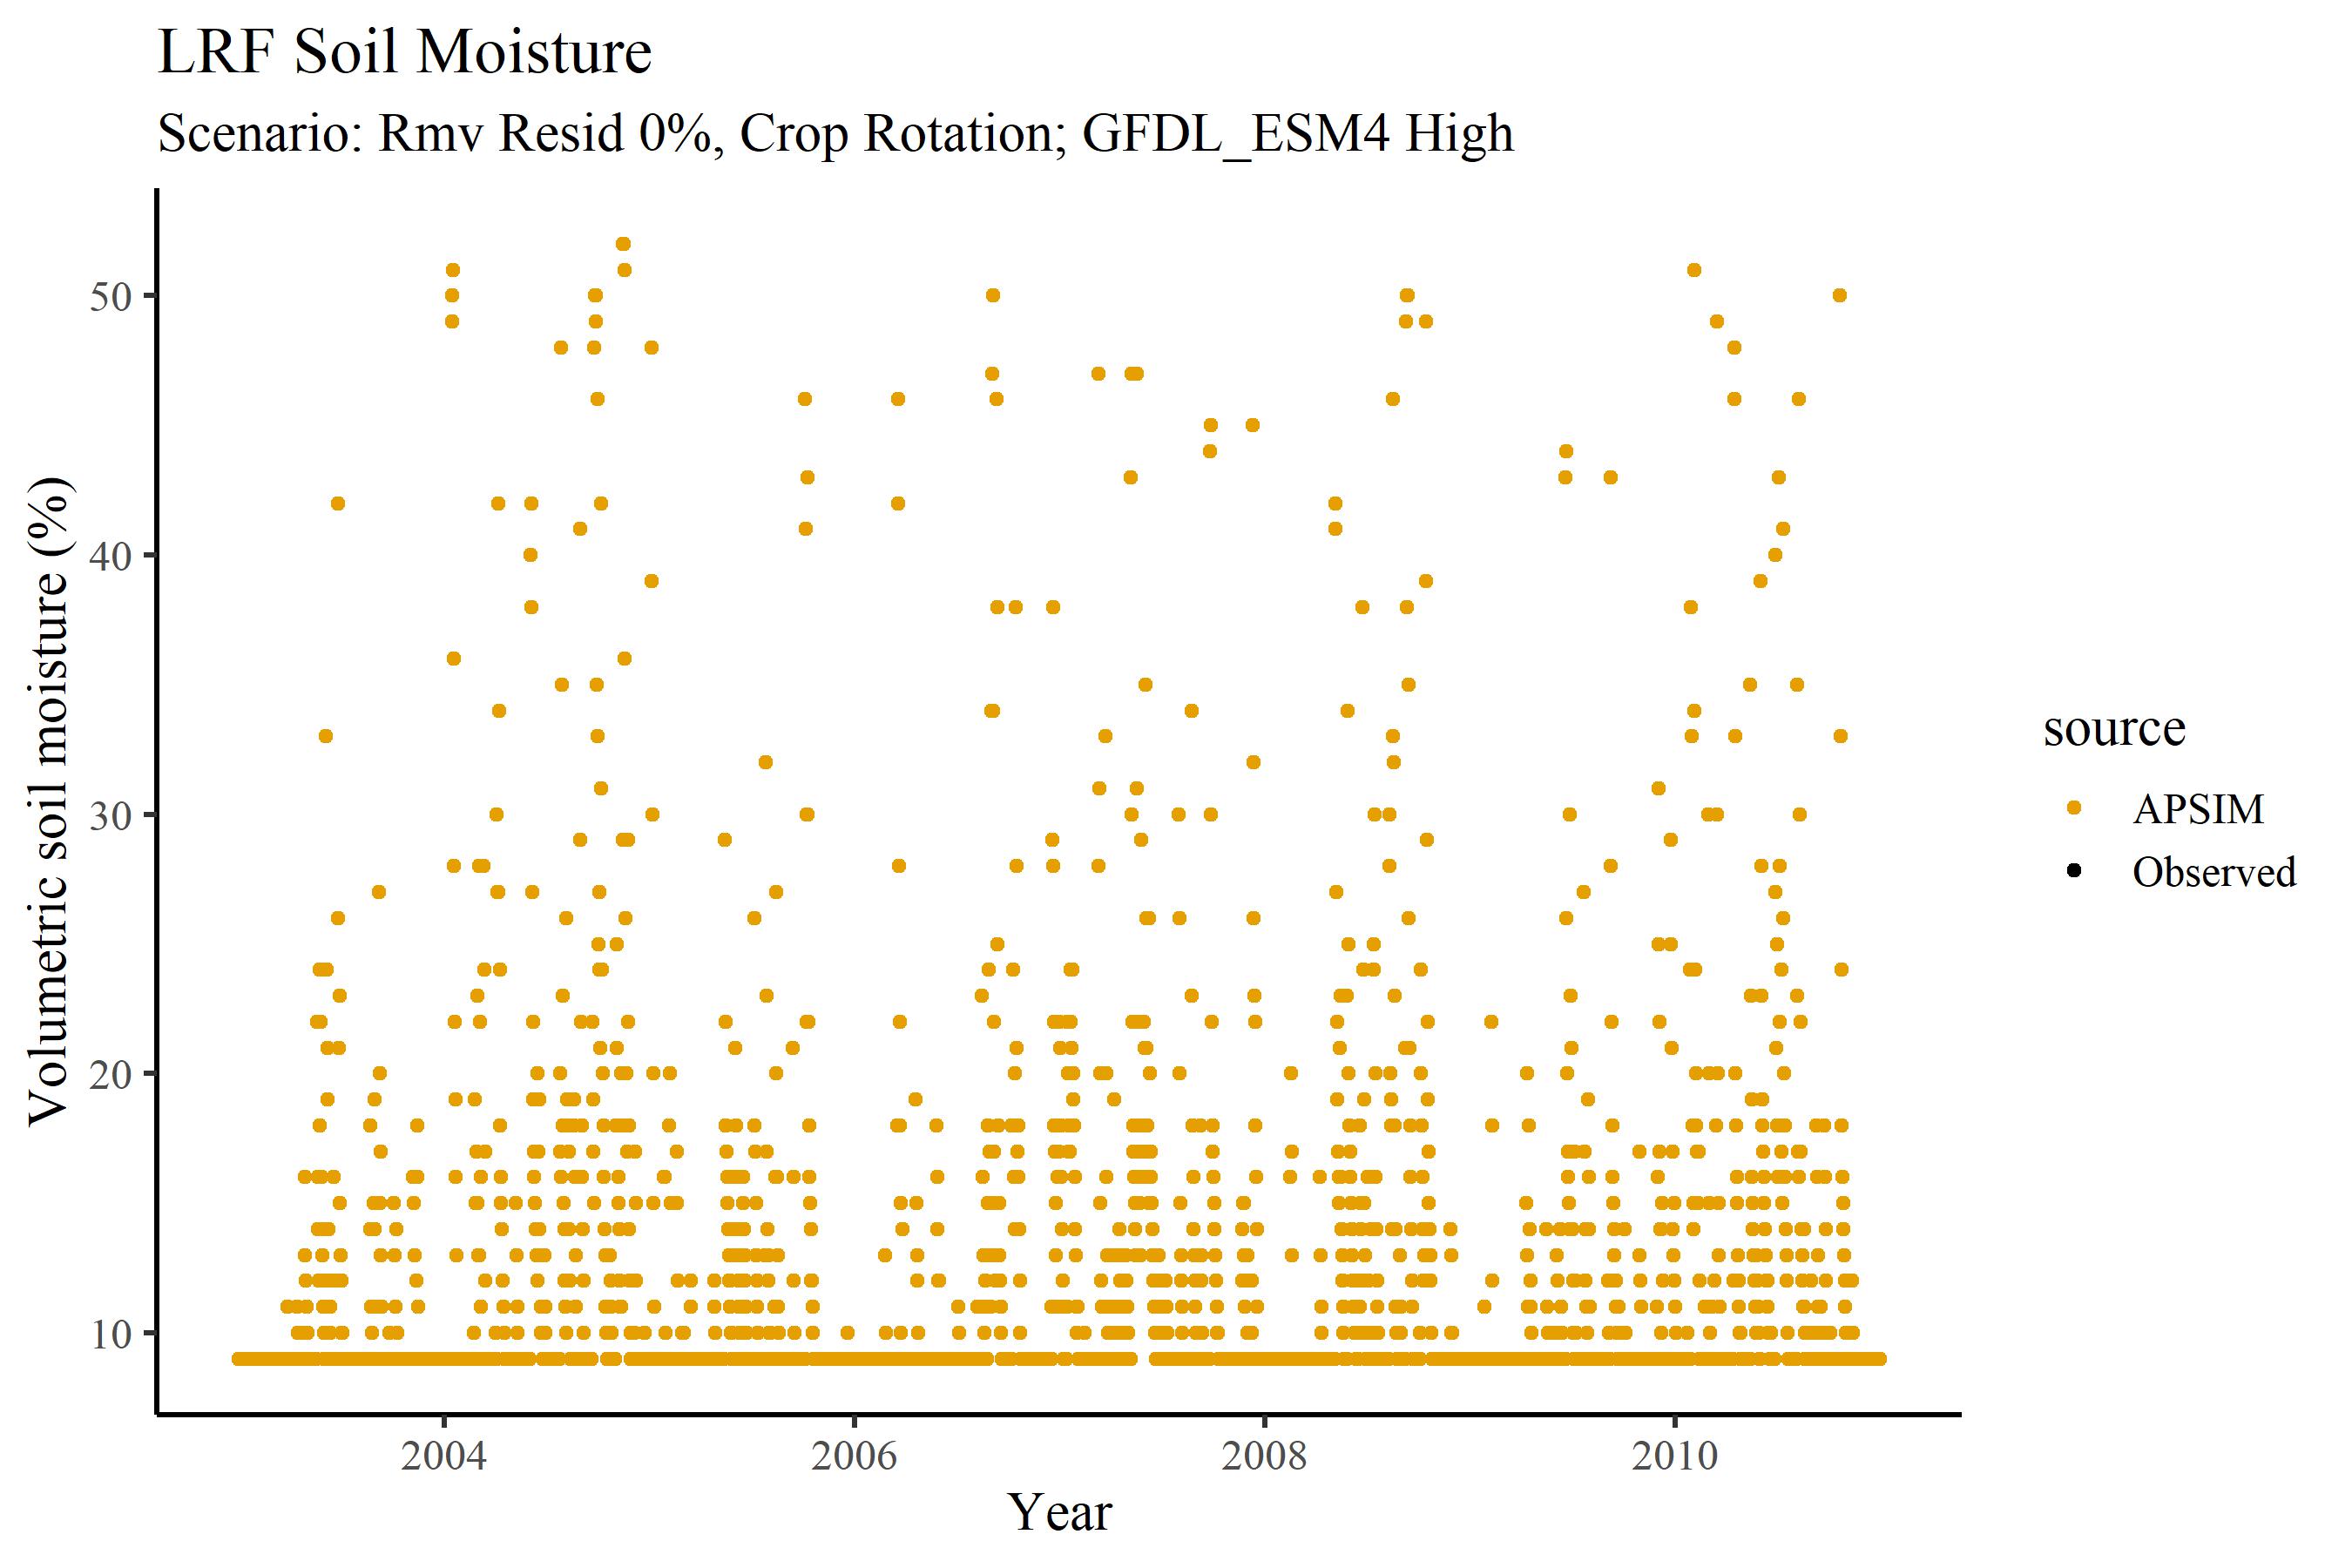 LRF Soil Moisture
Scenario: Rmv Resid 0%, Crop Rotation; GFDL_ESM4 High
Volumetric soil moisture (%)
50
40
30
20
10
2004
2006
2008
2010
Year
source
APSIM
Observed